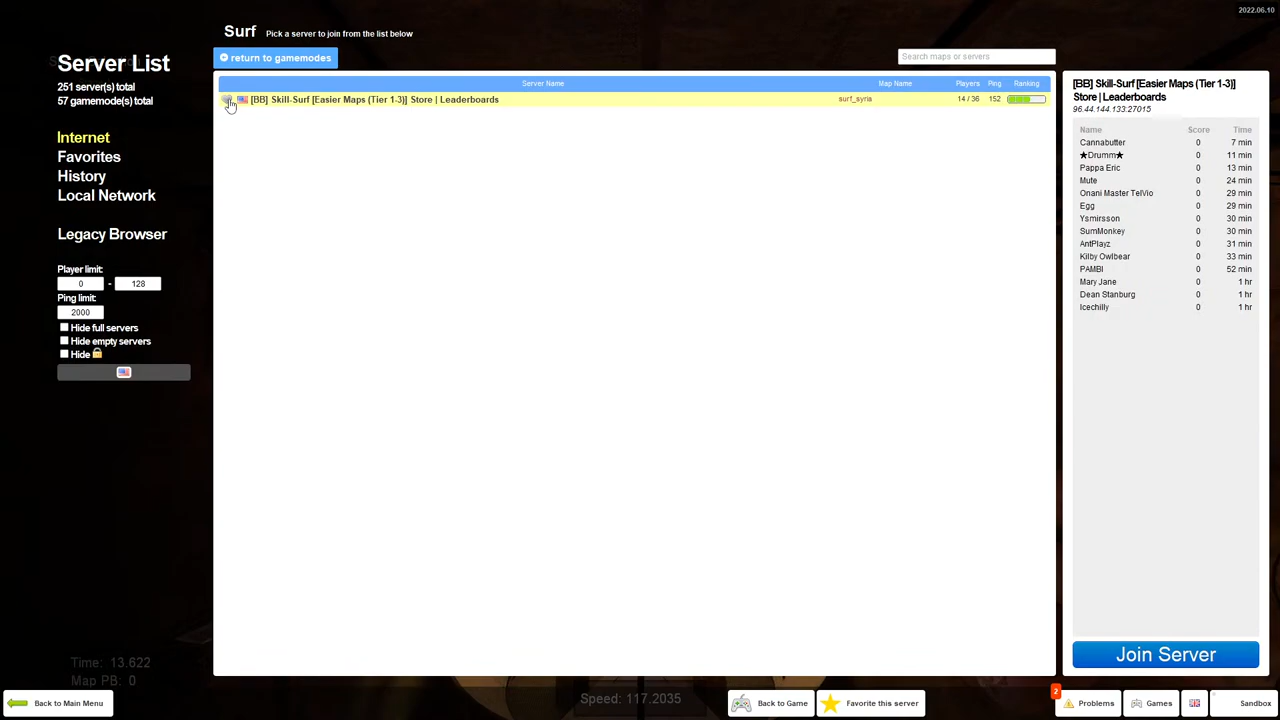 2022.06.10
Surf Pick a server to join from the list below
Server List
251 server(s) total
57 gamemode(s) total
Internet
Favorites
History
Local Network
Legacy Browser
Player limit:
0 - 128
Ping limit:
2000
Hide full servers
Hide empty servers
Hide
return to gamemodes
Search maps or servers
Server Name Map Name Players Ping Ranking
[BB] Skill-Surf [Easier Maps (Tier 1-3)] Store | Leaderboards surf_syria 14 / 36 152
[BB] Skill-Surf [Easier Maps (Tier 1-3)]
Store | Leaderboards
96.44.144.133:27015
Name Score Time
Cannabutter 0 7 min
★Drumm★ 0 11 min
Pappa Eric 0 13 min
Mute 0 24 min
Onani Master TelVio 0 29 min
Egg 0 29 min
Ysmirsson 0 30 min
SumMonkey 0 30 min
AntPlayz 0 31 min
Kilby Owlbear 0 33 min
PAMBI 0 52 min
Mary Jane 0 1 hr
Dean Stanburg 0 1 hr
Icechilly 0 1 hr
Join Server
Time: 13.622
Map PB: 0
Speed: 117.2035
Back to Main Menu
Back to Game
Favorite this server
2
Problems
Games
Sandbox